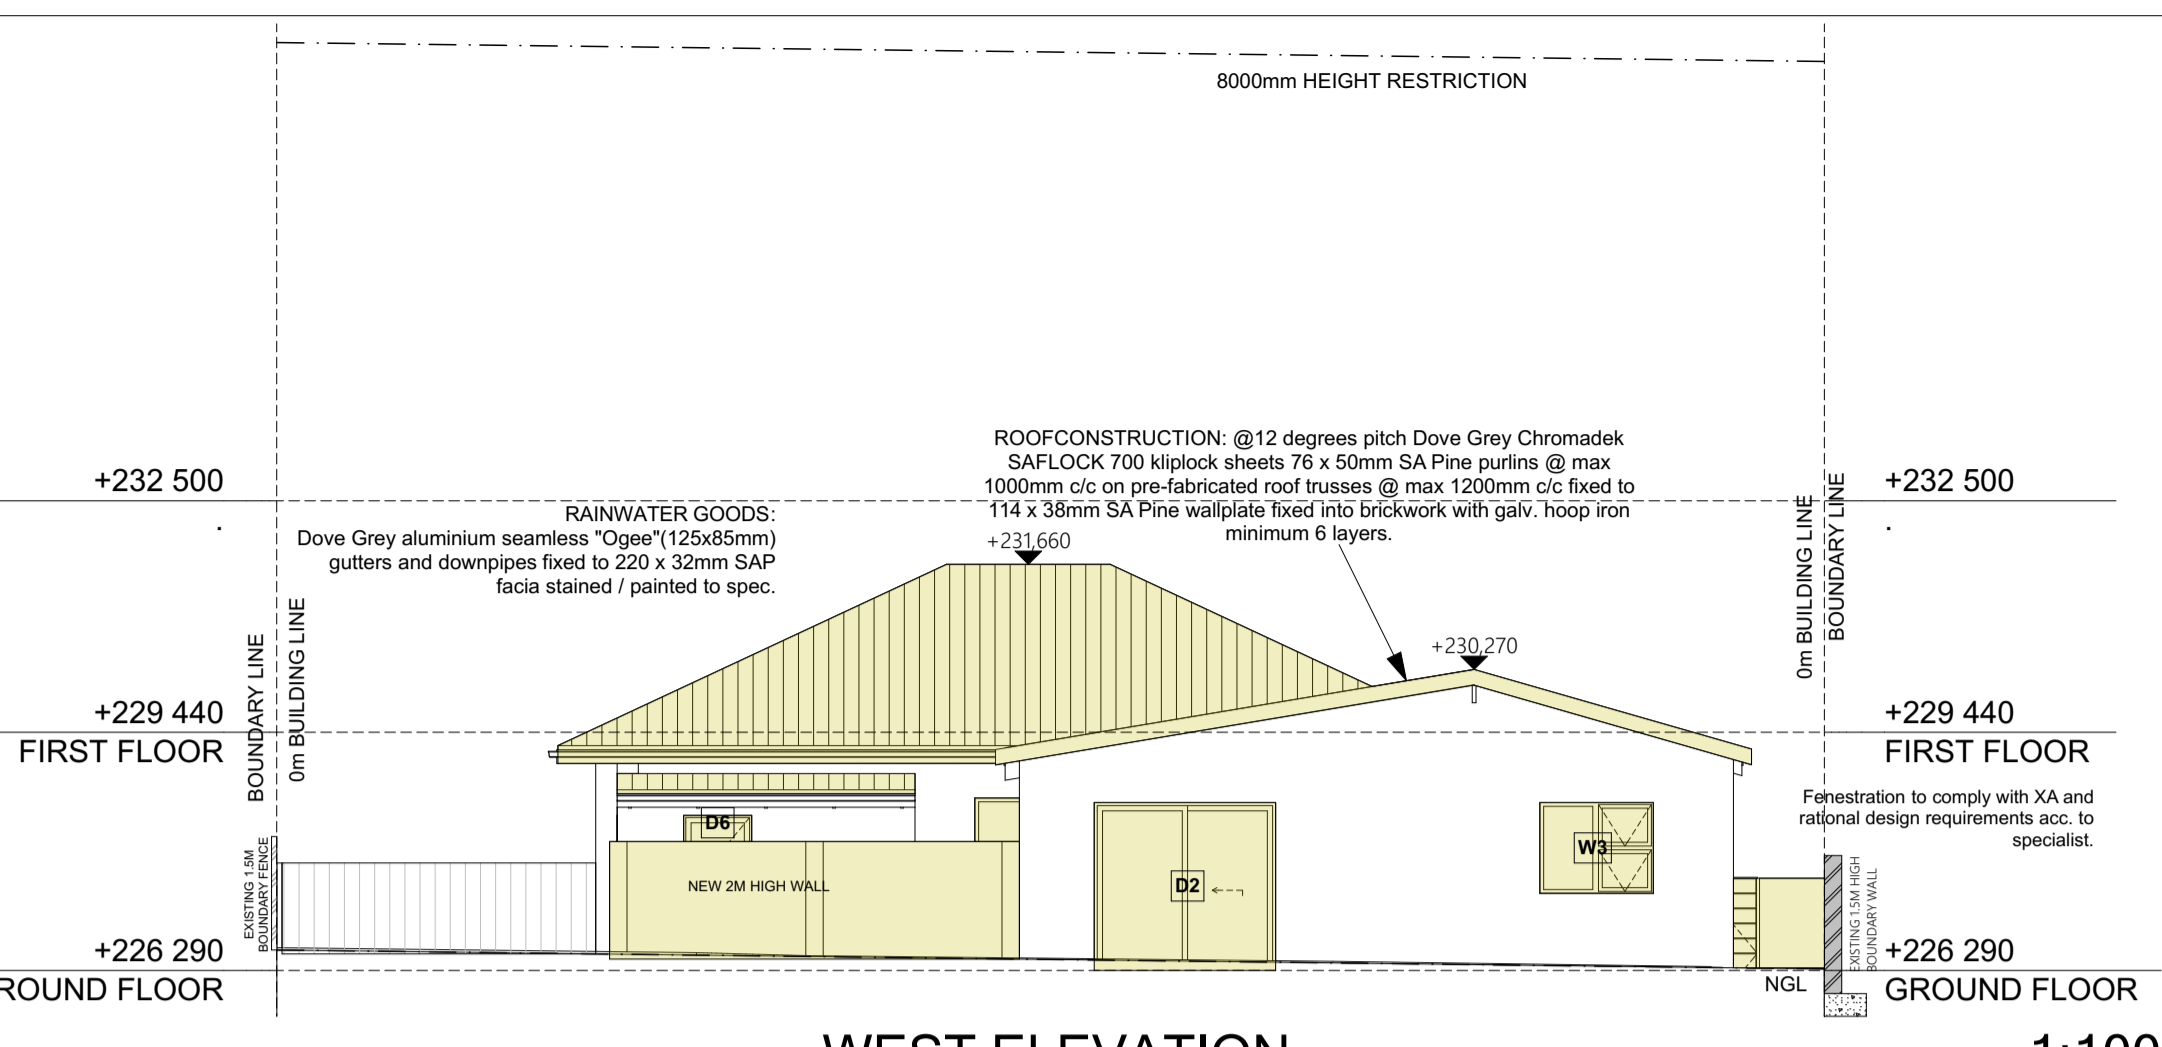 8000mm HEIGHT RESTRICTION
ROOFCONSTRUCTION: @12 degrees pitch Dove Grey Chromadek
SAFLOCK 700 kliplock sheets 76 x 50mm SA Pine purlins @ max
1000mm c/c on pre-fabricated roof trusses @ max 1200mm c/c fixed to
114 x 38mm SA Pine wallplate fixed into brickwork with galv. hoop iron
minimum 6 layers.
+232 500
.
+232 500
.
RAINWATER GOODS:
Dove Grey aluminium seamless "Ogee"(125x85mm)
gutters and downpipes fixed to 220 x 32mm SAP
facia stained / painted to spec.
+231,660
+230,270
BOUNDARY LINE
0m BUILDING LINE
0m BUILDING LINE
BOUNDARY LINE
+229 440
FIRST FLOOR
+229 440
FIRST FLOOR
Fenestration to comply with XA and
rational design requirements acc. to
specialist.
D6
W3
D2
NEW 2M HIGH WALL
EXISTING 1.5M
BOUNDARY FENCE
EXISTING 1.5M HIGH
BOUNDARY WALL
+226 290
ROUND FLOOR
NGL
+226 290
GROUND FLOOR
WEST ELEVATION
1:100